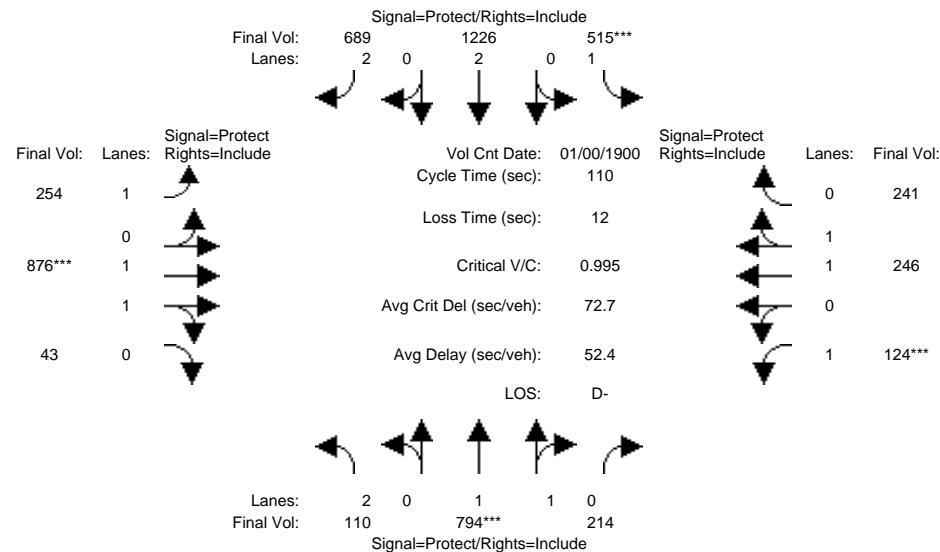 Signal=Protect/Rights=Include
Final Vol: 689 1226 515***
Lanes: 2 0 2 0 1
Signal=Protect Signal=Protect
Final Vol: Lanes: Rights=Include Vol Cnt Date: 01/00/1900 Rights=Include Lanes: Final Vol:
Cycle Time (sec): 110
254 1 0 241
Loss Time (sec): 12
0 1
876*** 1 Critical V/C: 0.995 1 246
1 Avg Crit Del (sec/veh): 72.7 0
43 0 Avg Delay (sec/veh): 52.4 1 124***
LOS: D-
Lanes: 2 0 1 1 0
Final Vol: 110 794*** 214
Signal=Protect/Rights=Include